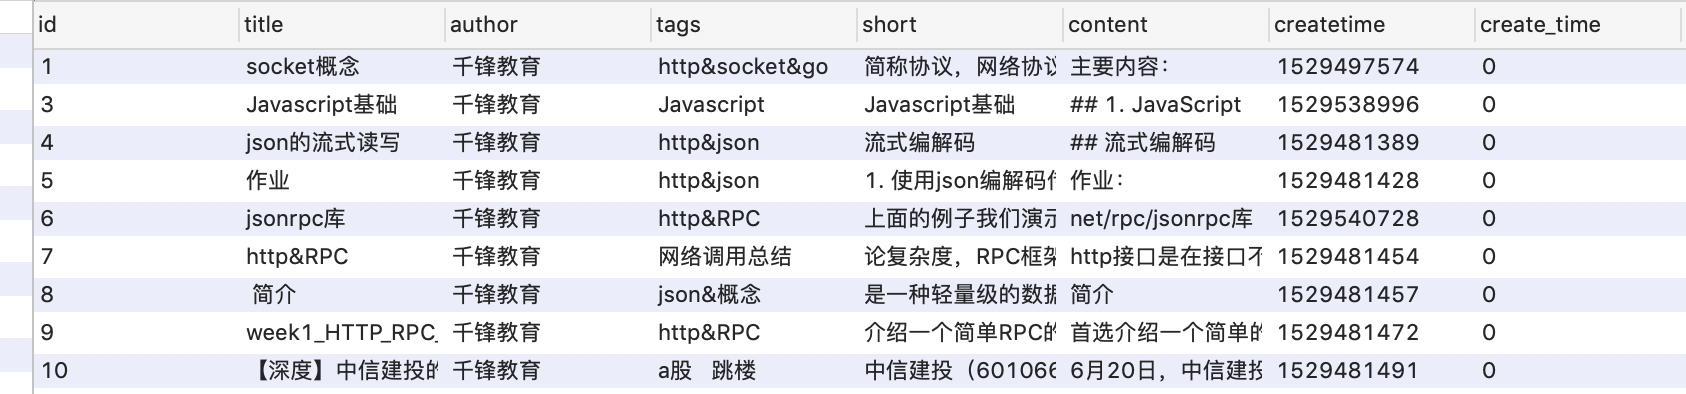 id title author tags short content createtime create_time
1 socket概念 千锋教育 http&socket&go 简称协议，网络协议 主要内容： 1529497574 0
3 Javascript基础 千锋教育 Javascript Javascript基础 ## 1. JavaScript 1529538996 0
4 json的流式读写 千锋教育 http&json 流式编解码 ## 流式编解码 1529481389 0
5 作业 千锋教育 http&json 1. 使用json编解码 作业： 1529481428 0
6 jsonrpc库 千锋教育 http&RPC 上面的例子我们演示 net/rpc/jsonrpc库 1529540728 0
7 http&RPC 千锋教育 网络调用总结 论复杂度，RPC框架 http接口是在接口不 1529481454 0
8 简介 千锋教育 json&概念 是一种轻量级的数据 简介 1529481457 0
9 week1_HTTP_RPC_ 千锋教育 http&RPC 介绍一个简单RPC的 首选介绍一个简单的 1529481472 0
10 【深度】中信建投的 千锋教育 a股 跳楼 中信建投（601066 6月20日，中信建投 1529481491 0